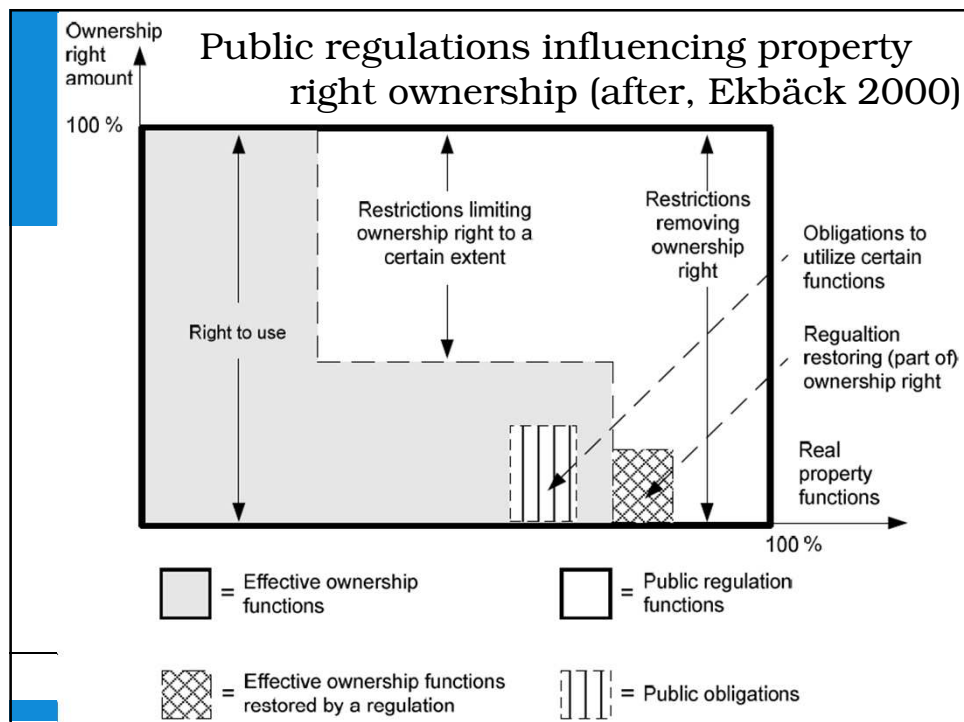 Public regulations influencing property
right ownership (after, Ekbäck 2000)
Ownership
right
amount
100 %
Right to use
Restrictions limiting
ownership right to a
certain extent
Restrictions
removing
ownership
right
Obligations to
utilize certain
functions
Regualtion
restoring (part of)
ownership right
Real
property
functions
100 %
= Effective ownership
functions
= Public regulation
functions
= Effective ownership functions
restored by a regulation
= Public obligations